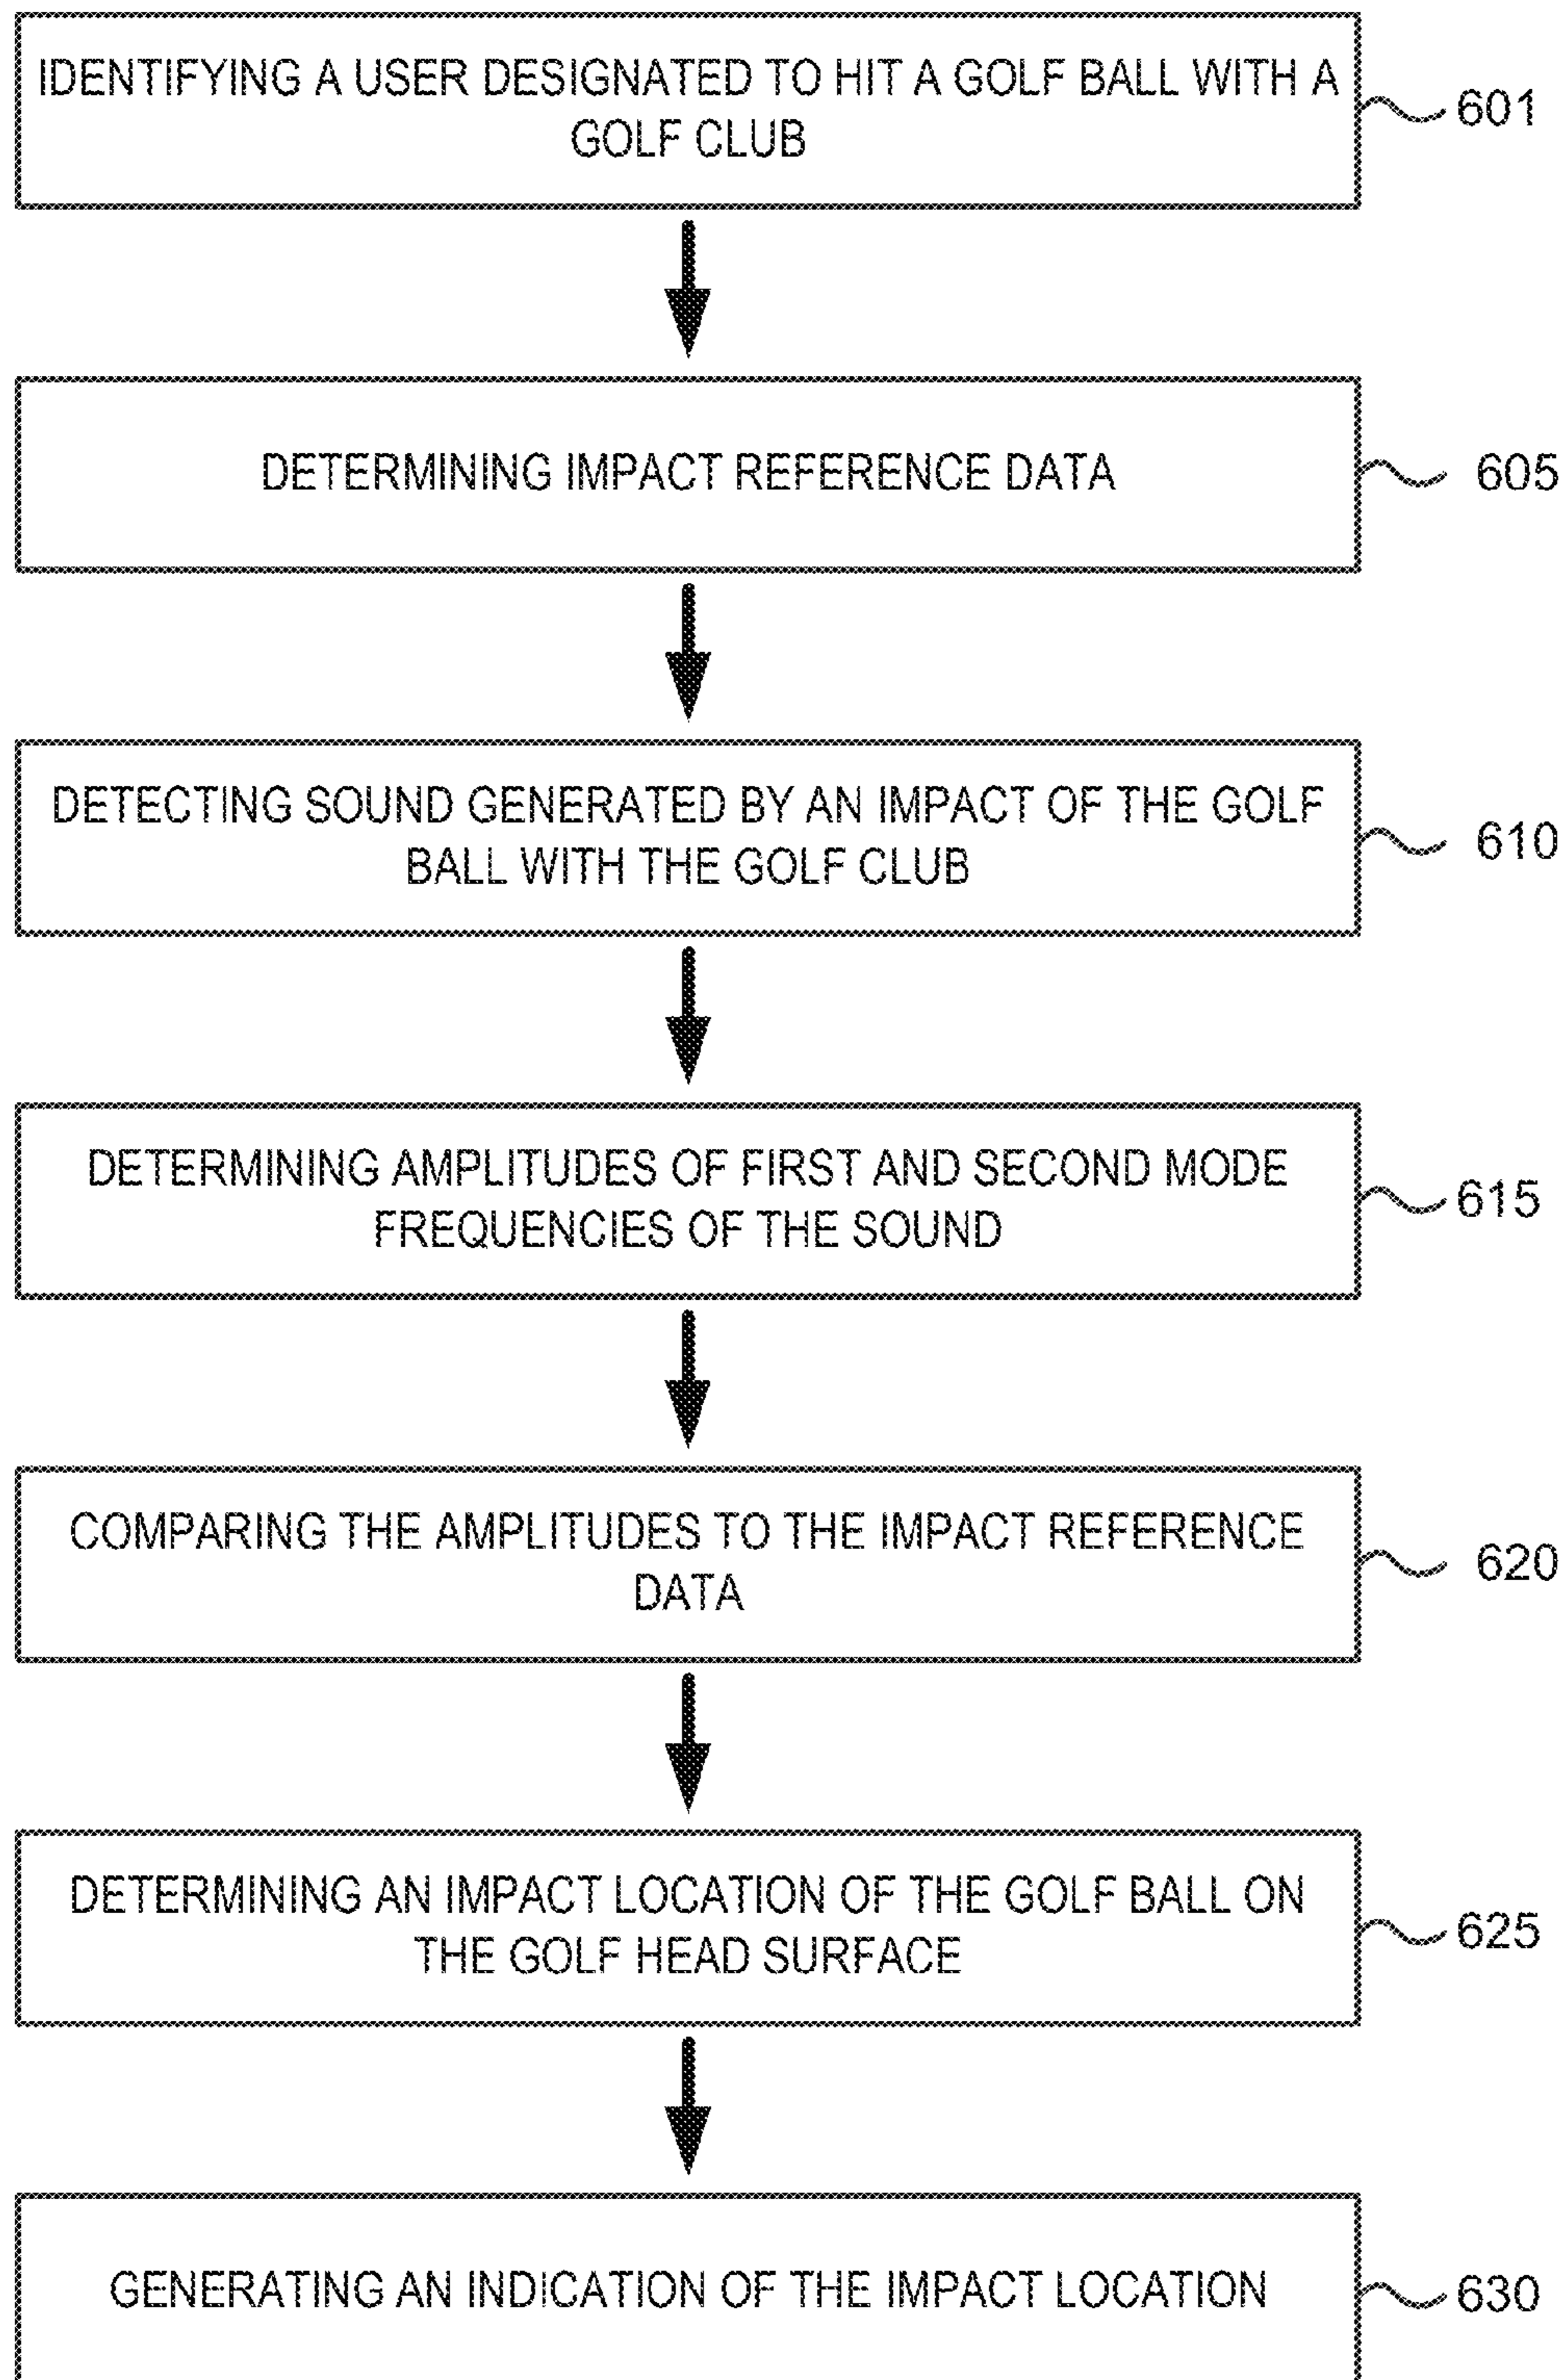 IDENTIFYING A USER DESIGNATED TO HIT A GOLF BALL WITH A
GOLF CLUB
601
DETERMINING IMPACT REFERENCE DATA
605
DETECTING SOUND GENERATED BY AN IMPACT OF THE GOLF
BALL WITH THE GOLF CLUB
610
DETERMINING AMPLITUDES OF FIRST AND SECOND MODE
FREQUENCIES OF THE SOUND
615
COMPARING THE AMPLITUDES TO THE IMPACT REFERENCE
DATA
620
DETERMINING AN IMPACT LOCATION OF THE GOLF BALL ON
THE GOLF HEAD SURFACE
625
GENERATING AN INDICATION OF THE IMPACT LOCATION
630